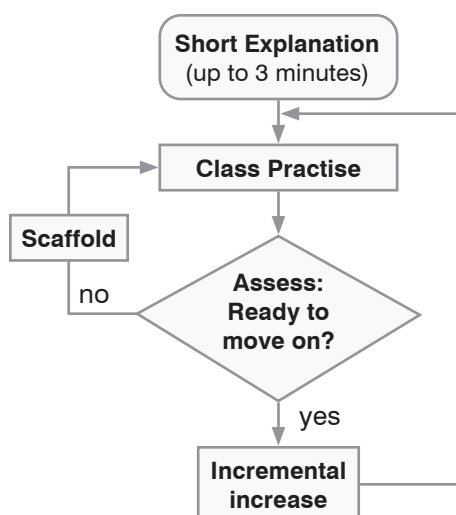 Short Explanation
(up to 3 minutes)
Class Practise
Scaffold
Assess:
Ready to
move on?
no
yes
Incremental
increase